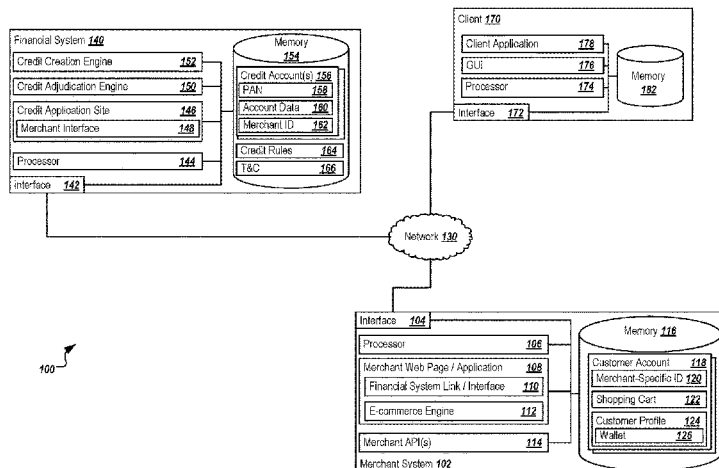 Financial System 140
Credit Creation Engine 152
Credit Adjudication Engine 150
Credit Application Site 146
Merchant Interface 148
Processor 144
Interface 142
Memory
154
Credit Account(s) 156
PAN 158
Account Data 160
Merchant ID 162
Credit Rules 164
T&C 166
Client 170
Client Application 178
GUI 176
Processor 174
Interface 172
Memory
182
Network 130
100
Interface 104
Processor 106
Merchant Web Page / Application 108
Financial System Link / Interface 110
E-commerce Engine 112
Merchant API(s) 114
Merchant System 102
Memory 116
Customer Account 118
Merchant-Specific ID 120
Shopping Cart 122
Customer Profile 124
Wallet 126